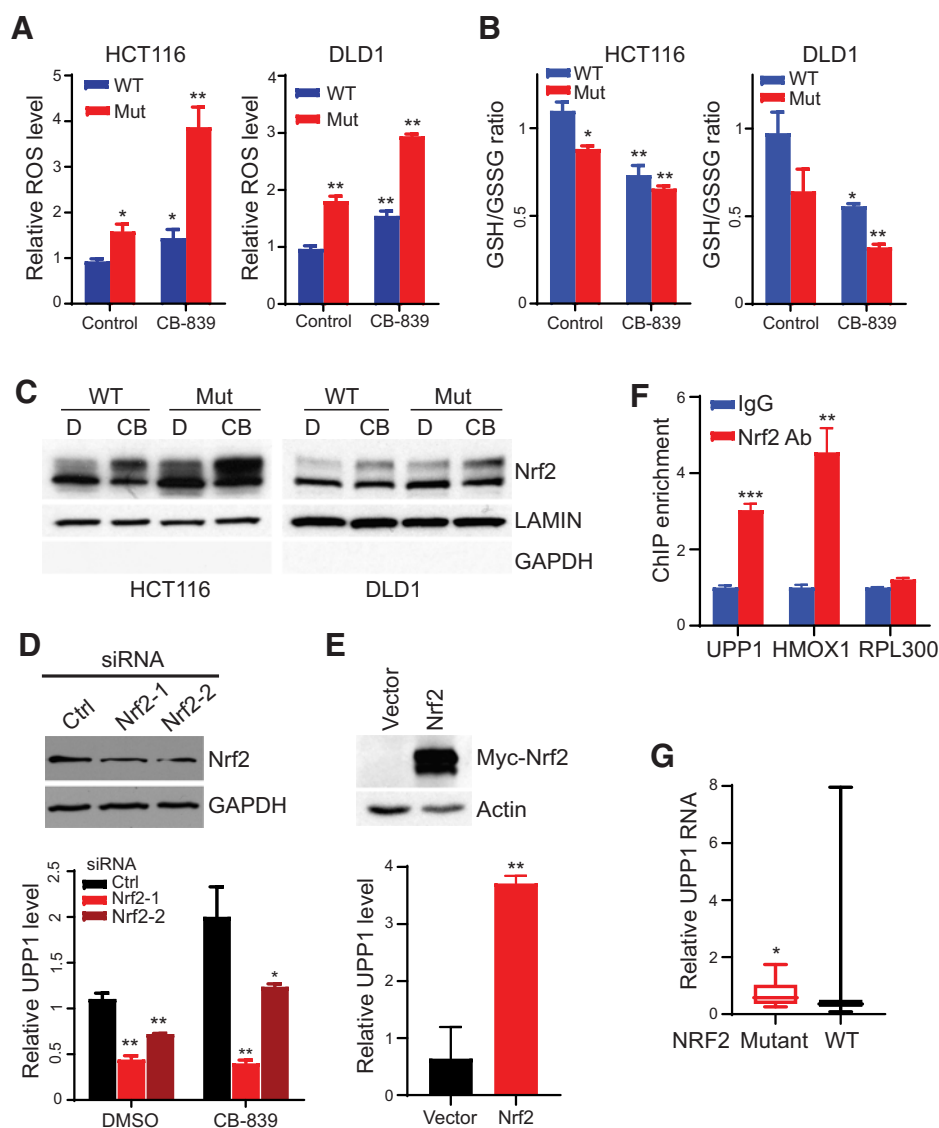 A
HCT116
DLD1
Relative ROS level
5
4
3
2
1
0
WT
Mut
*
*
**
Control
CB-839
Relative ROS level
4
3
2
1
0
WT
Mut
**
**
**
Control
CB-839
B
HCT116
DLD1
GSH/GSSG ratio
1
0.5
0
WT
Mut
*
**
**
Control
CB-839
GSH/GSSG ratio
1
0.5
0
WT
Mut
*
**
Control
CB-839
C
WT Mut WT Mut
D CB D CB D CB D CB
Nrf2
LAMIN
GAPDH
HCT116 DLD1
F
ChIP enrichment
6
4
2
0
IgG
Nrf2 Ab
***
**
UPP1 HMOX1 RPL300
D
siRNA
Ctrl Nrf2-1 Nrf2-2
Nrf2
GAPDH
Relative UPP1 level
2.5
2
1.5
1
0.5
0
siRNA
Ctrl
Nrf2-1
Nrf2-2
**
**
**
*
DMSO CB-839
E
Vector Nrf2
Myc-Nrf2
Actin
Relative UPP1 level
4
3
2
1
0
**
Vector Nrf2
G
Relative UPP1 RNA
8
6
4
2
0
*
NRF2 Mutant WT